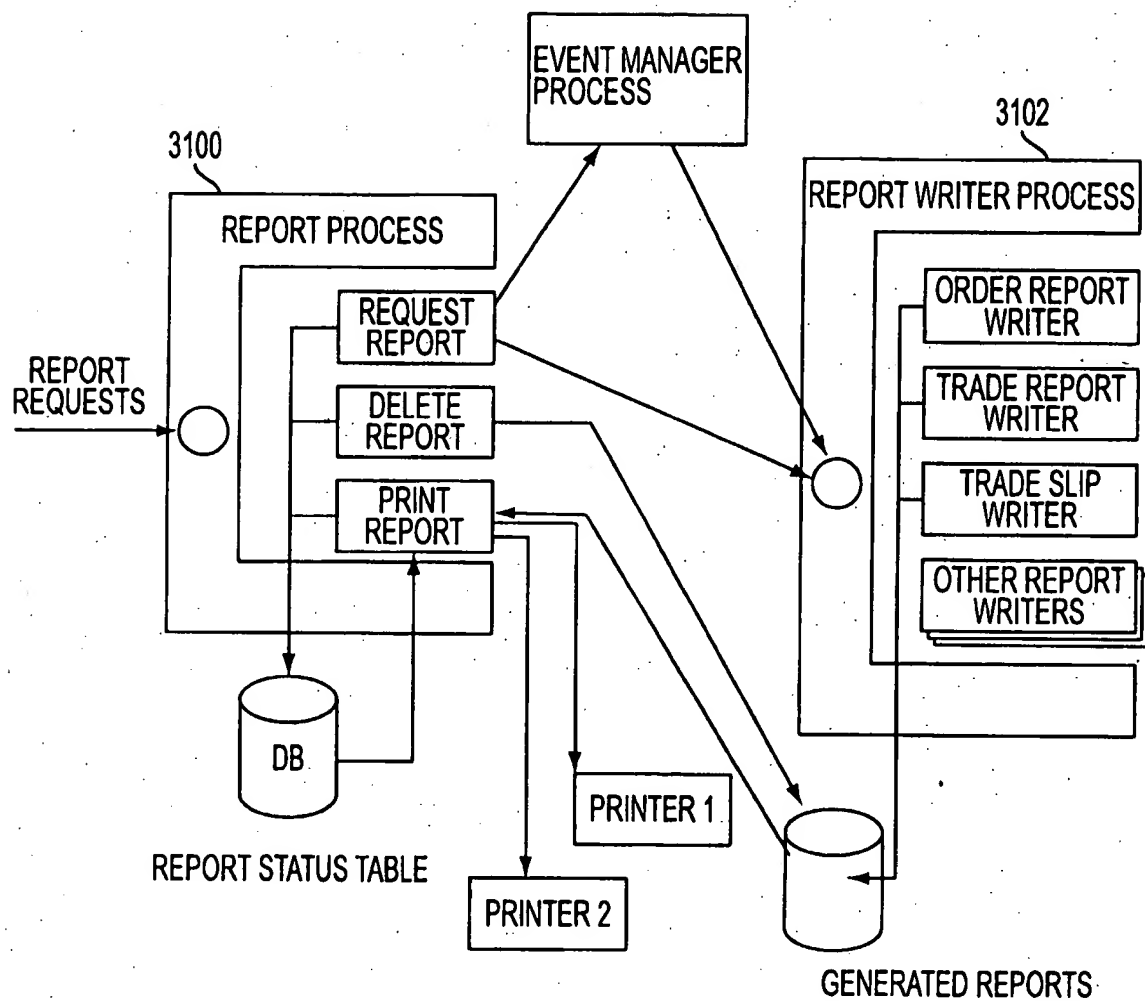 EVENT MANAGER
PROCESS
3100
3102
REPORT PROCESS
REPORT WRITER PROCESS
REQUEST
REPORT
ORDER REPORT
WRITER
REPORT
REQUESTS
DELETE
REPORT
TRADE REPORT
WRITER
PRINT
REPORT
TRADE SLIP
WRITER
OTHER REPORT
WRITERS
DB
PRINTER 1
REPORT STATUS TABLE
PRINTER 2
GENERATED REPORTS